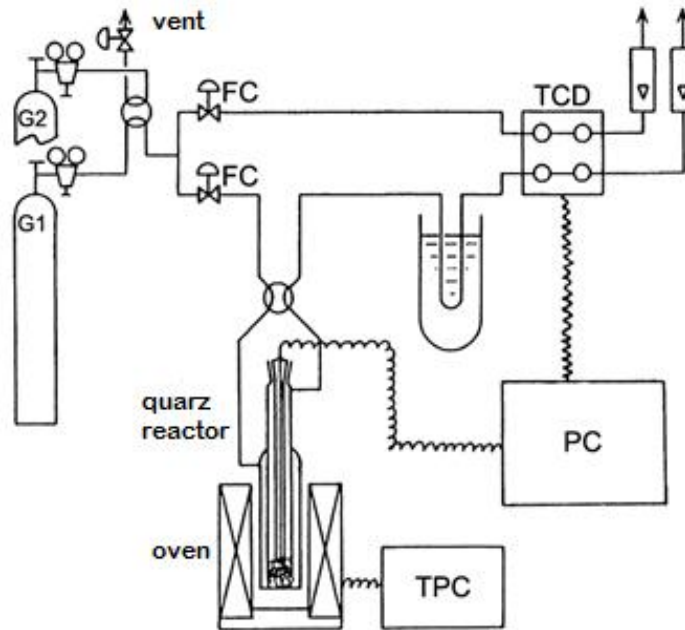 vent
G2
FC
TCD
FC
G1
quarz
reactor
PC
oven
TPC